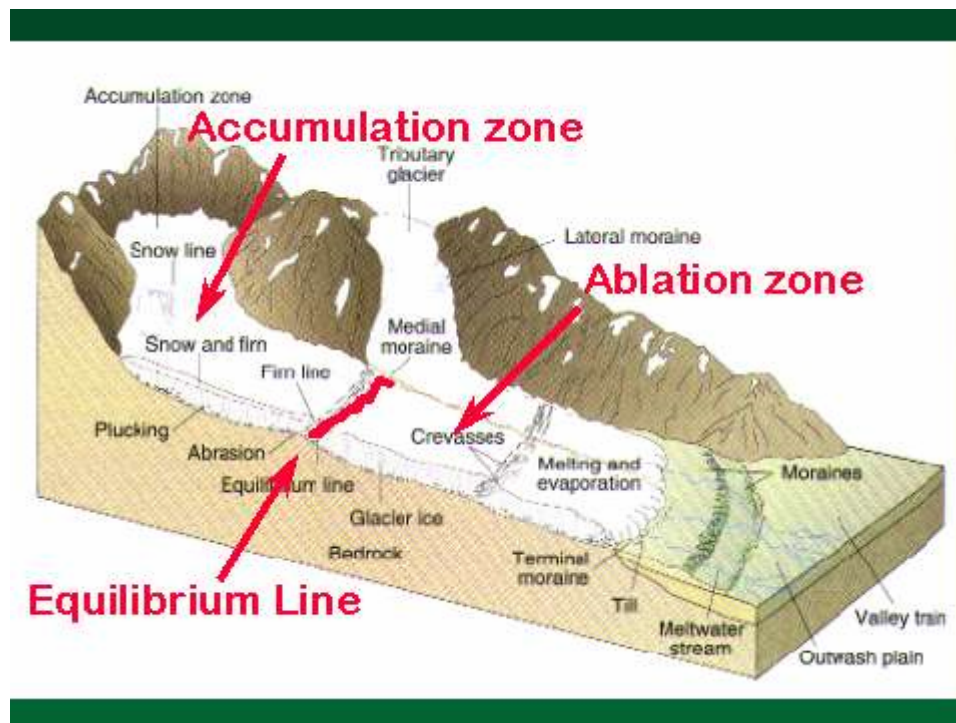 Accumulation zone
Accumulation zone
Tributary
glacier
Lateral moraine
Snow line
Ablation zone
Medial
moraine
Snow and firn
Firn line
Plucking
Abrasion
Crevasses
Melting and
evaporation
Moraines
Equilibrium line
Glacier ice
Bedrock
Terminal
moraine
Equilibrium Line
Till
Meltwater
stream
Valley train
Outwash plain